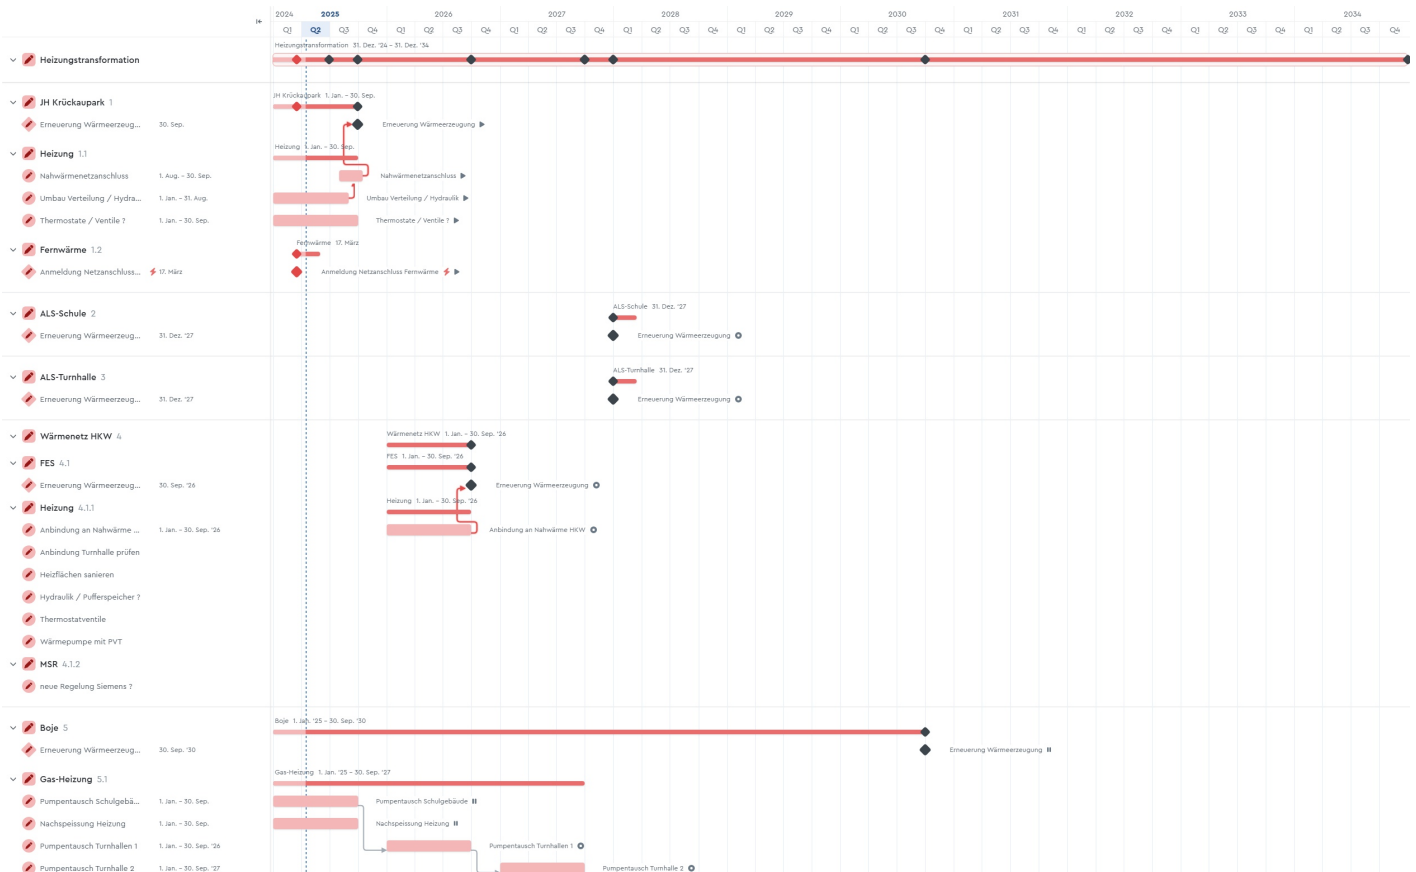 2024 2025 2026 2027 2028 2029 2030 2031 2032 2033 2034
Q1 Q2 Q3 Q4 Q1 Q2 Q3 Q4 Q1 Q2 Q3 Q4 Q1 Q2 Q3 Q4 Q1 Q2 Q3 Q4 Q1 Q2 Q3 Q4 Q1 Q2 Q3 Q4 Q1 Q2 Q3 Q4 Q1 Q2 Q3 Q4 Q1 Q2 Q3 Q4
Heizungstransformation 31. Dez. '24 – 31. Dez. '34
Heizungstransformation
JH Krückaupark 1. Jan. – 30. Sep.
JH Krückaupark 1
Erneuerung Wärmeerzeug... 30. Sep. Erneuerung Wärmeerzeugung
Heizung 1. Jan. – 30. Sep.
Heizung 1.1
Nahwärmenetzanschluss 1. Aug. – 30. Sep. Nahwärmenetzanschluss
Umbau Verteilung / Hydra... 1. Jan. – 31. Aug. Umbau Verteilung / Hydraulik
Thermostate / Ventile ? 1. Jan. – 30. Sep. Thermostate / Ventile ?
Fernwärme 17. März
Fernwärme 1.2
Anmeldung Netzanschluss... 17. März Anmeldung Netzanschluss Fernwärme
ALS-Schule 31. Dez. '27
ALS-Schule 2
Erneuerung Wärmeerzeug... 31. Dez. '27 Erneuerung Wärmeerzeugung
ALS-Turnhalle 31. Dez. '27
ALS-Turnhalle 3
Erneuerung Wärmeerzeug... 31. Dez. '27 Erneuerung Wärmeerzeugung
Wärmenetz HKW 1. Jan. – 30. Sep. '26
Wärmenetz HKW 4
FES 1. Jan. – 30. Sep. '26
FES 4.1
Erneuerung Wärmeerzeug... 30. Sep. '26 Erneuerung Wärmeerzeugung
Heizung 1. Jan. – 30. Sep. '26
Heizung 4.1.1
Anbindung an Nahwärme ... 1. Jan. – 30. Sep. '26 Anbindung an Nahwärme HKW
Anbindung Turnhalle prüfen
Heizflächen sanieren
Hydraulik / Pufferspeicher ?
Thermostatventile
Wärmepumpe mit PVT
MSR 4.1.2
neue Regelung Siemens ?
Boje 1. Jan. '25 – 30. Sep. '30
Boje 5
Erneuerung Wärmeerzeug... 30. Sep. '30 Erneuerung Wärmeerzeugung
Gas-Heizung 1. Jan. '25 – 30. Sep. '27
Gas-Heizung 5.1
Pumpentausch Schulgebä... 1. Jan. – 30. Sep. Pumpentausch Schulgebäude
Nachspeissung Heizung 1. Jan. – 30. Sep. Nachspeissung Heizung
Pumpentausch Turnhallen 1 1. Jan. – 30. Sep. '26 Pumpentausch Turnhallen 1
Pumpentausch Turnhalle 2 1. Jan. – 30. Sep. '27 Pumpentausch Turnhalle 2